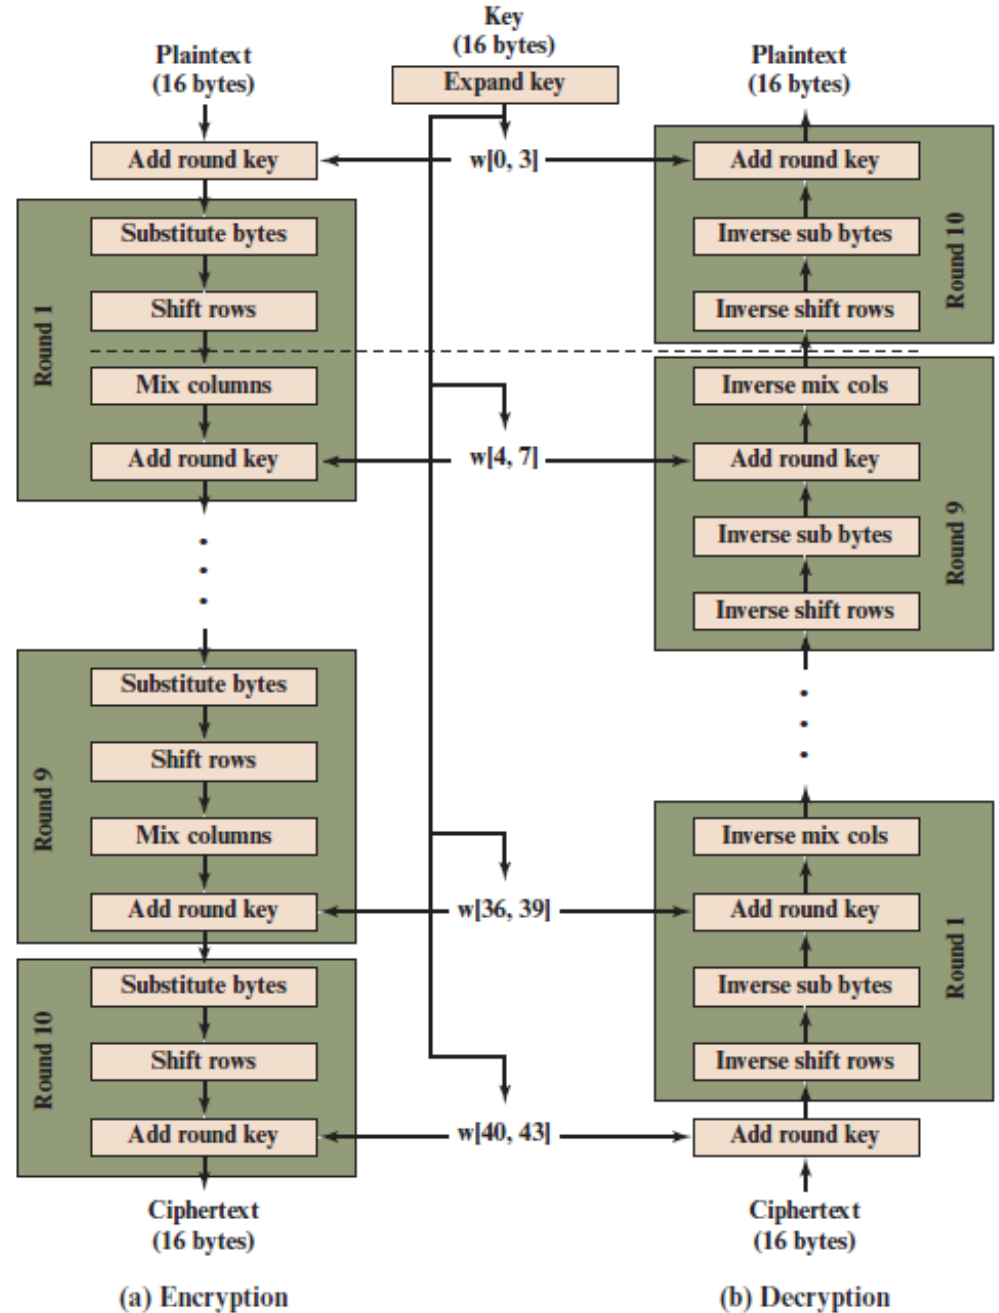 Key
(16 bytes)
Expand key
Plaintext
(16 bytes)
Add round key
Round 1
Substitute bytes
Shift rows
Mix columns
Add round key
.
.
.
Round 9
Substitute bytes
Shift rows
Mix columns
Add round key
Round 10
Substitute bytes
Shift rows
Add round key
Ciphertext
(16 bytes)
(a) Encryption
w[0, 3]
w[4, 7]
w[36, 39]
w[40, 43]
Plaintext
(16 bytes)
Add round key
Inverse sub bytes
Inverse shift rows
Round 10
Inverse mix cols
Add round key
Inverse sub bytes
Inverse shift rows
Round 9
.
.
.
Inverse mix cols
Add round key
Inverse sub bytes
Inverse shift rows
Round 1
Add round key
Ciphertext
(16 bytes)
(b) Decryption